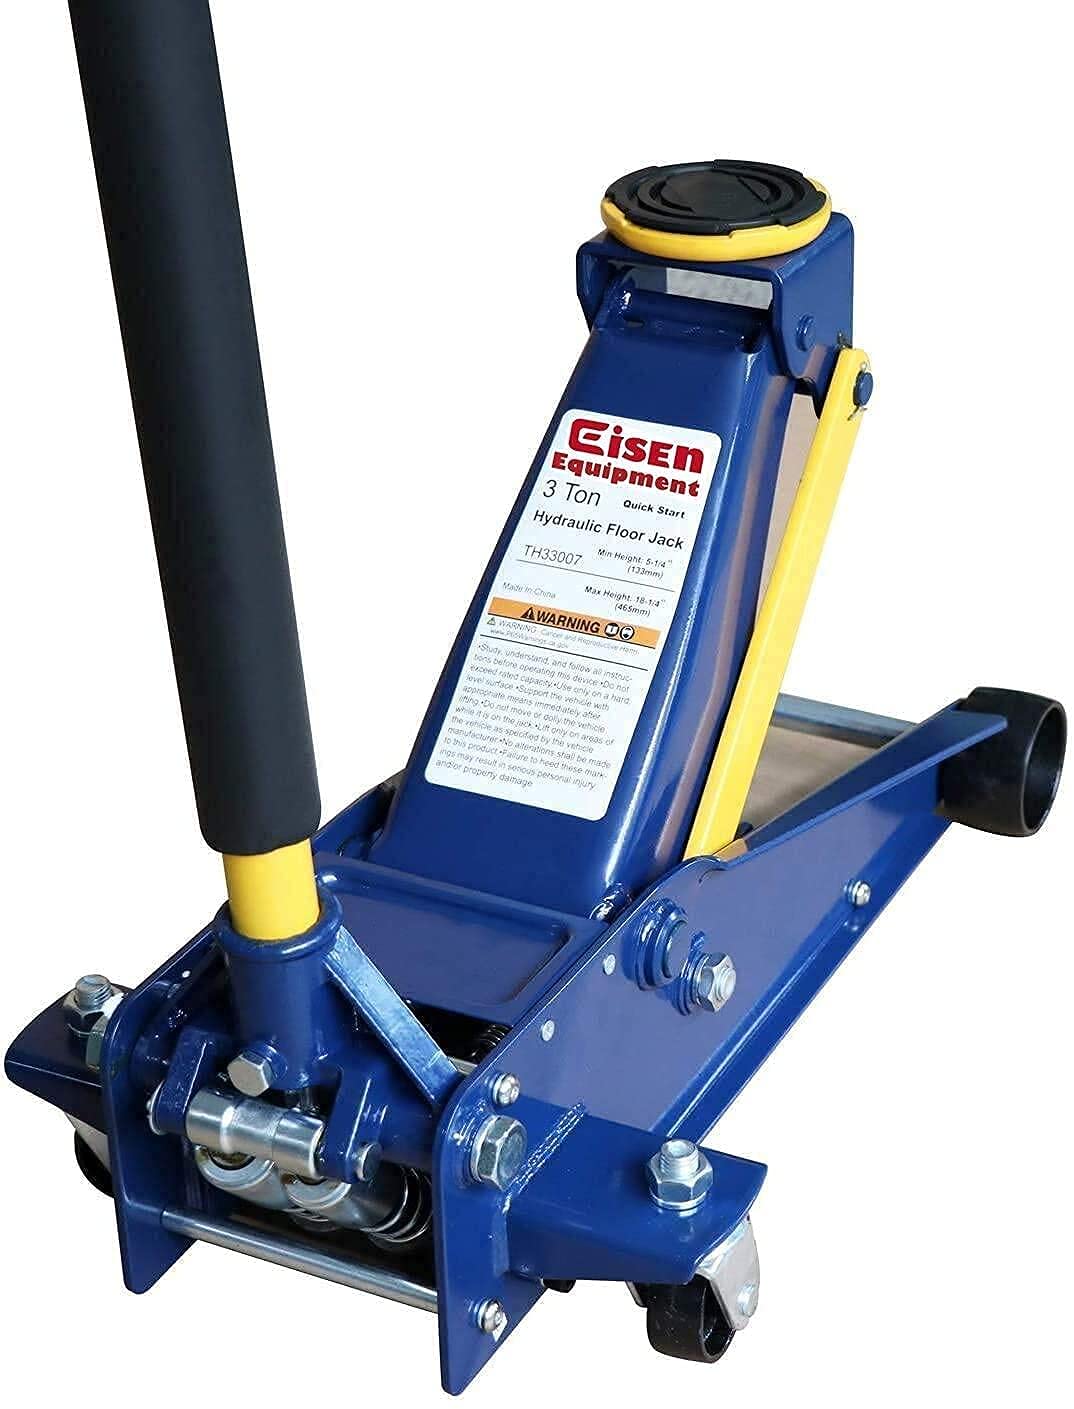 Eisen
Equipment
3 Ton Quick Start
Hydraulic Floor Jack
TH33007 Min Height: 5-1/4"
(133mm)
Made In China Max Height: 18-1/4"
(465mm)
WARNING
WARNING: Cancer and Reproductive Harm
www.P65Warnings.ca.gov
•Study, understand, and follow all instruc-
tions before operating this device.•Do not
exceed rated capacity.•Use only on a hard,
level surface.•Support the vehicle with
appropriate means immediately after
lifting.•Do not move or dolly the vehicle
while it is on the jack.•Lift only on areas of
the vehicle as specified by the vehicle
manufacturer.•No alterations shall be made
to this product.•Failure to heed these mark-
ings may result in serious personal injury
and/or property damage.